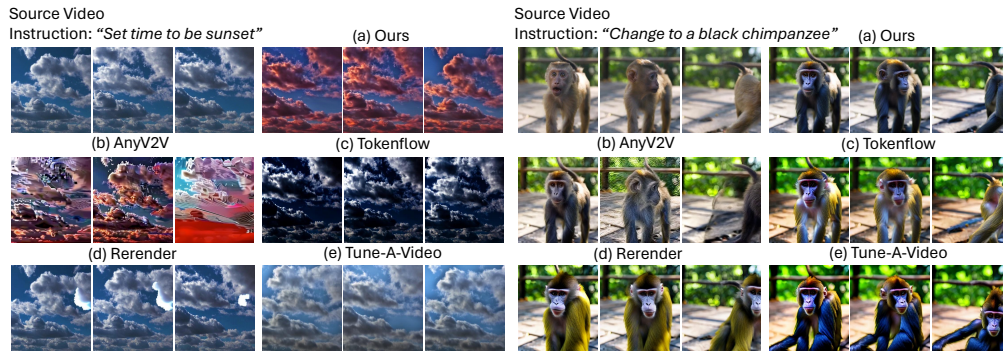 Source Video
Instruction: “Set time to be sunset”
(a) Ours
(b) AnyV2V
(c) Tokenflow
(d) Rerender
(e) Tune-A-Video
Source Video
Instruction: “Change to a black chimpanzee”
(a) Ours
(b) AnyV2V
(c) Tokenflow
(d) Rerender
(e) Tune-A-Video